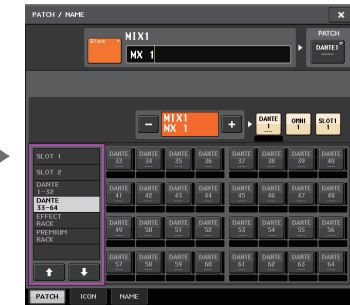 PATCH / NAME
Blank
MIX1
MX 1
PATCH
DANTE1
MIX1
MX 1
DANTE 1
OMNI 1
SLOT1 1
SLOT 1
SLOT 2
DANTE 1-32
DANTE 33-64
EFFECT RACK
PREMIUM RACK
DANTE 33 DANTE 34 DANTE 35 DANTE 36 DANTE 37 DANTE 38 DANTE 39 DANTE 40
DANTE 41 DANTE 42 DANTE 43 DANTE 44 DANTE 45 DANTE 46 DANTE 47 DANTE 48
DANTE 49 DANTE 50 DANTE 51 DANTE 52 DANTE 53 DANTE 54 DANTE 55 DANTE 56
DANTE 57 DANTE 58 DANTE 59 DANTE 60 DANTE 61 DANTE 62 DANTE 63 DANTE 64
PATCH ICON NAME